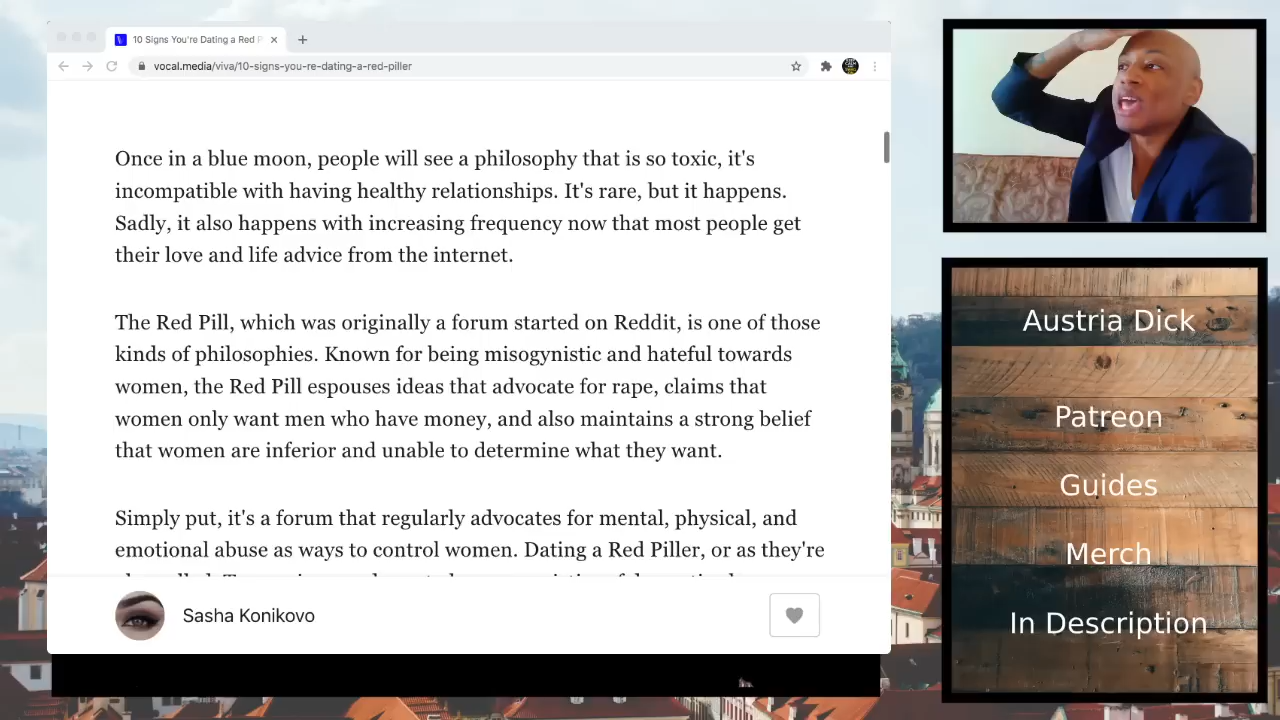 10 Signs You're Dating a Red P
vocal.media/viva/10-signs-you-re-dating-a-red-piller
Once in a blue moon, people will see a philosophy that is so toxic, it's
incompatible with having healthy relationships. It's rare, but it happens.
Sadly, it also happens with increasing frequency now that most people get
their love and life advice from the internet.
The Red Pill, which was originally a forum started on Reddit, is one of those
kinds of philosophies. Known for being misogynistic and hateful towards
women, the Red Pill espouses ideas that advocate for rape, claims that
women only want men who have money, and also maintains a strong belief
that women are inferior and unable to determine what they want.
Simply put, it's a forum that regularly advocates for mental, physical, and
emotional abuse as ways to control women. Dating a Red Piller, or as they're
Sasha Konikovo
Austria Dick
Patreon
Guides
Merch
In Description